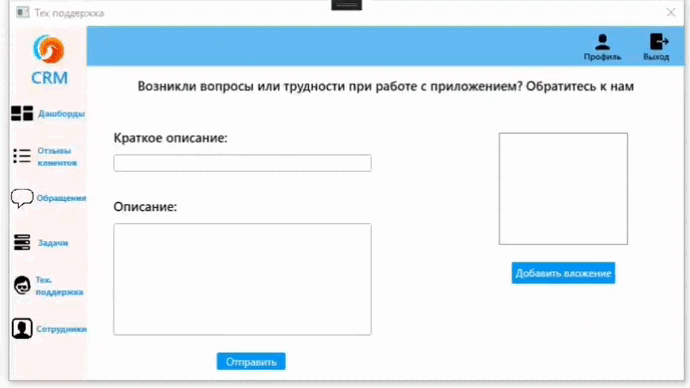 Тех поддержка
CRM
Профиль
Выход
Возникли вопросы или трудности при работе с приложением? Обратитесь к нам
Дашборды
Отзывы
клиентов
Обращения
Задачи
Тех.
поддержка
Сотрудники
Краткое описание:
Описание:
Добавить вложение
Отправить